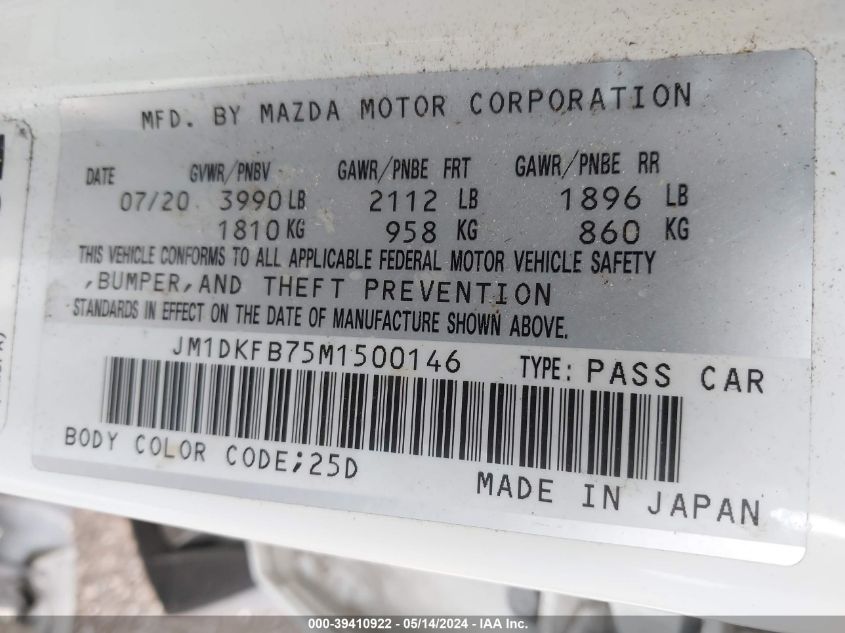 MFD. BY MAZDA MOTOR CORPORATION
DATE GVWR/PNBV GAWR/PNBE FRT GAWR/PNBE RR
07/20 3990 LB 2112 LB 1896 LB
1810 KG 958 KG 860 KG
THIS VEHICLE CONFORMS TO ALL APPLICABLE FEDERAL MOTOR VEHICLE SAFETY
,BUMPER,AND THEFT PREVENTION
STANDARDS IN EFFECT ON THE DATE OF MANUFACTURE SHOWN ABOVE.
JM1DKFB75M1500146 TYPE: PASS CAR
BODY COLOR CODE;25D
MADE IN JAPAN
000-39410922 / 05/14/2024 - IAA Inc.